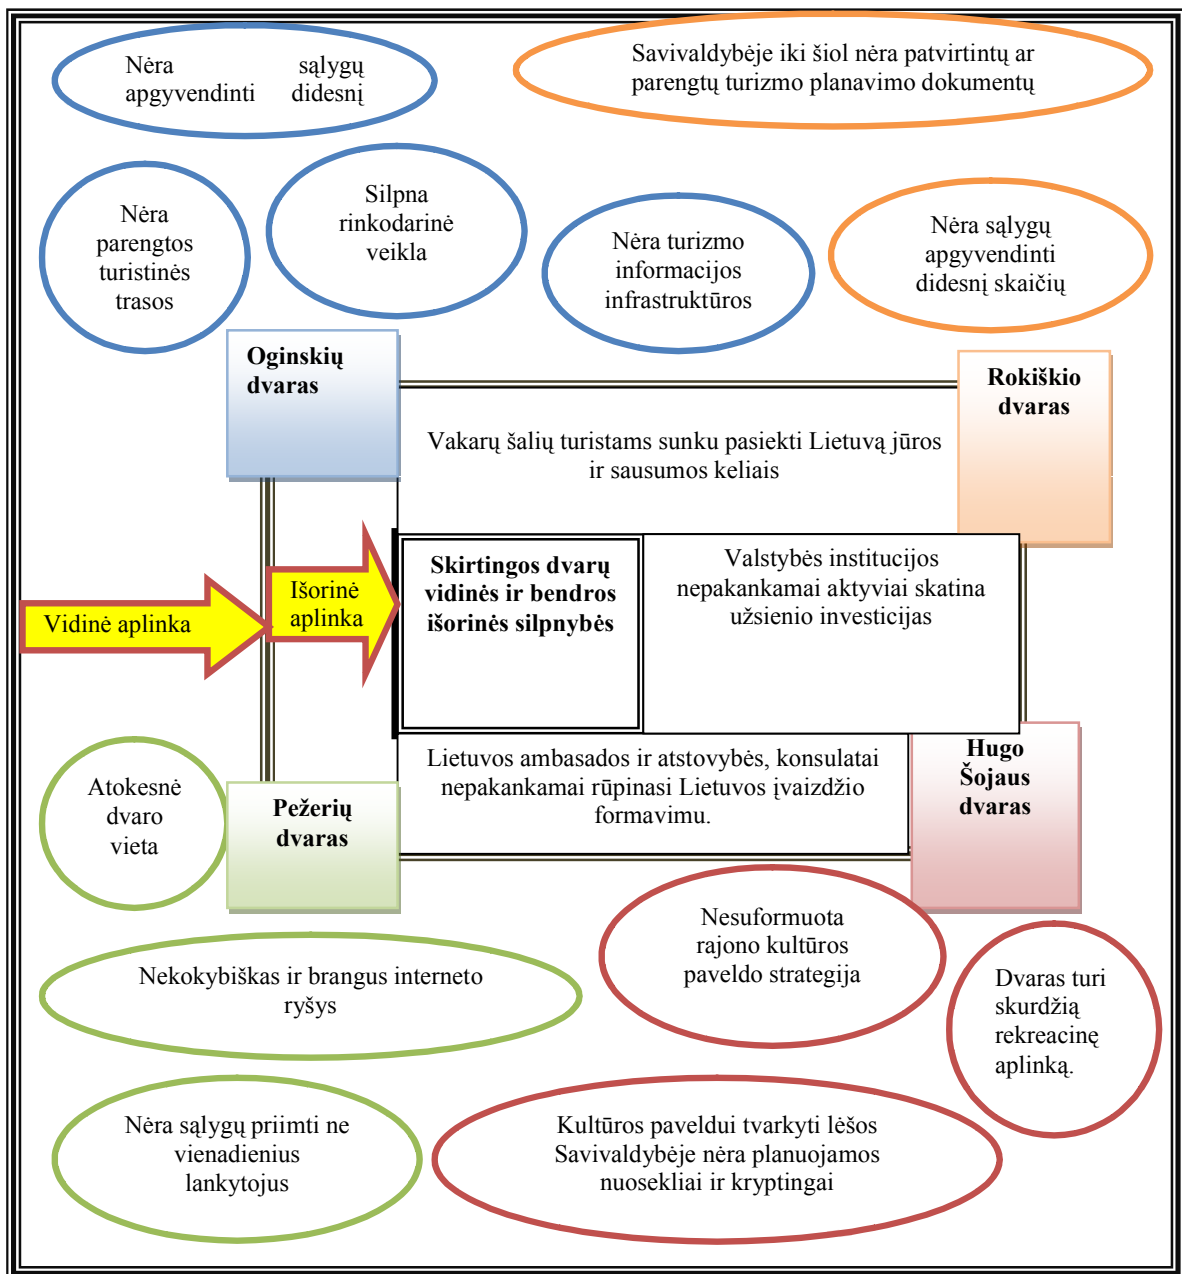 Nėra sąlygų
apgyvendinti didesnį
Savivaldybėje iki šiol nėra patvirtintų ar
parengtų turizmo planavimo dokumentų
Nėra
parengtos
turistinės
trasos
Silpna
rinkodarinė
veikla
Nėra turizmo
informacijos
infrastruktūros
Nėra sąlygų
apgyvendinti
didesnį skaičių
Oginskių
dvaras
Rokiškio
dvaras
Vakarų šalių turistams sunku pasiekti Lietuvą jūros
ir sausumos keliais
Vidinė aplinka
Išorinė
aplinka
Skirtingos dvarų
vidinės ir bendros
išorinės silpnybės
Valstybės institucijos
nepakankamai aktyviai skatina
užsienio investicijas
Lietuvos ambasados ir atstovybės, konsulatai
nepakankamai rūpinasi Lietuvos įvaizdžio
formavimu.
Hugo
Šojaus
dvaras
Atokesnė
dvaro
vieta
Pežerių
dvaras
Nesuformuota
rajono kultūros
paveldo strategija
Nekokybiškas ir brangus interneto
ryšys
Dvaras turi
skurdžią
rekreacinę
aplinką.
Nėra sąlygų priimti ne
vienadienius
lankytojus
Kultūros paveldui tvarkyti lėšos
Savivaldybėje nėra planuojamos
nuosekliai ir kryptingai